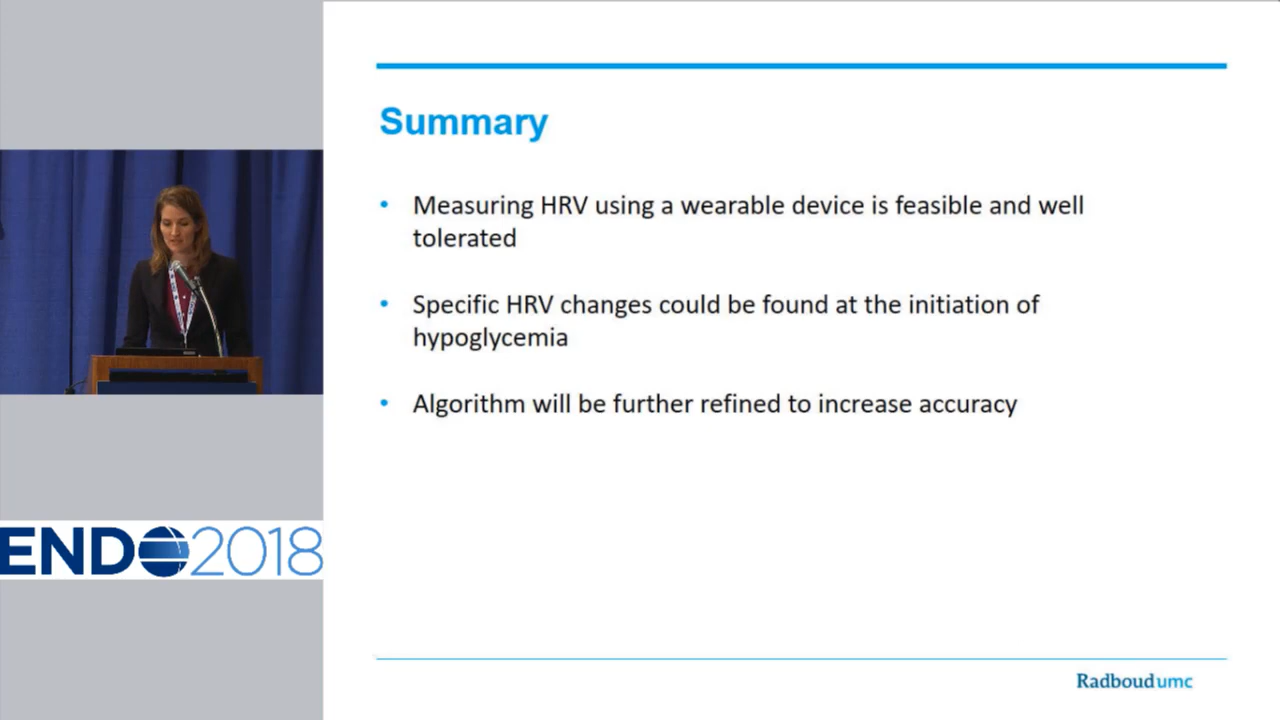 Summary
• Measuring HRV using a wearable device is feasible and well
tolerated
• Specific HRV changes could be found at the initiation of
hypoglycemia
• Algorithm will be further refined to increase accuracy
ENDO2018
Radboudumc